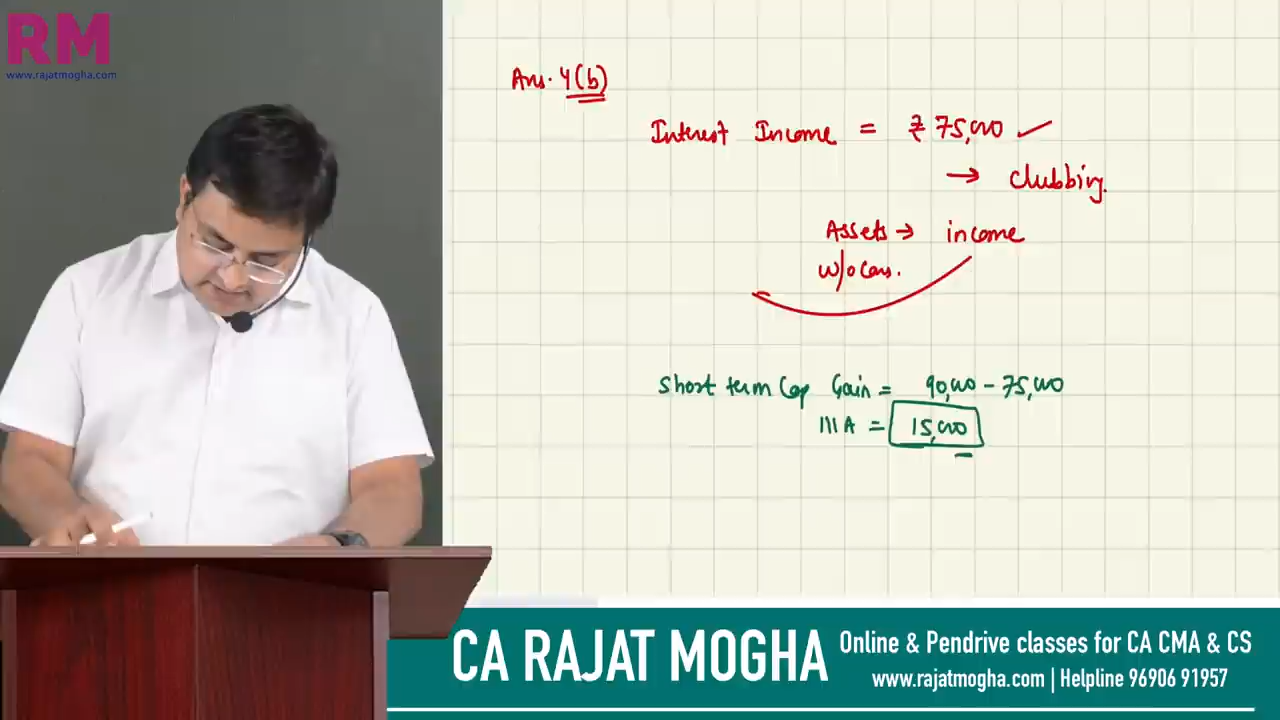 RM
www.rajatmogha.com
Ans. 4(b)
Interest Income = ₹ 75,000 ✓
→ clubbing.
Assets → income
w/o cons.
Short term Cap Gain = 90,000 - 75,000
111A = 15,000
CA RAJAT MOGHA
Online & Pendrive classes for CA CMA & CS
www.rajatmogha.com | Helpline 96906 91957